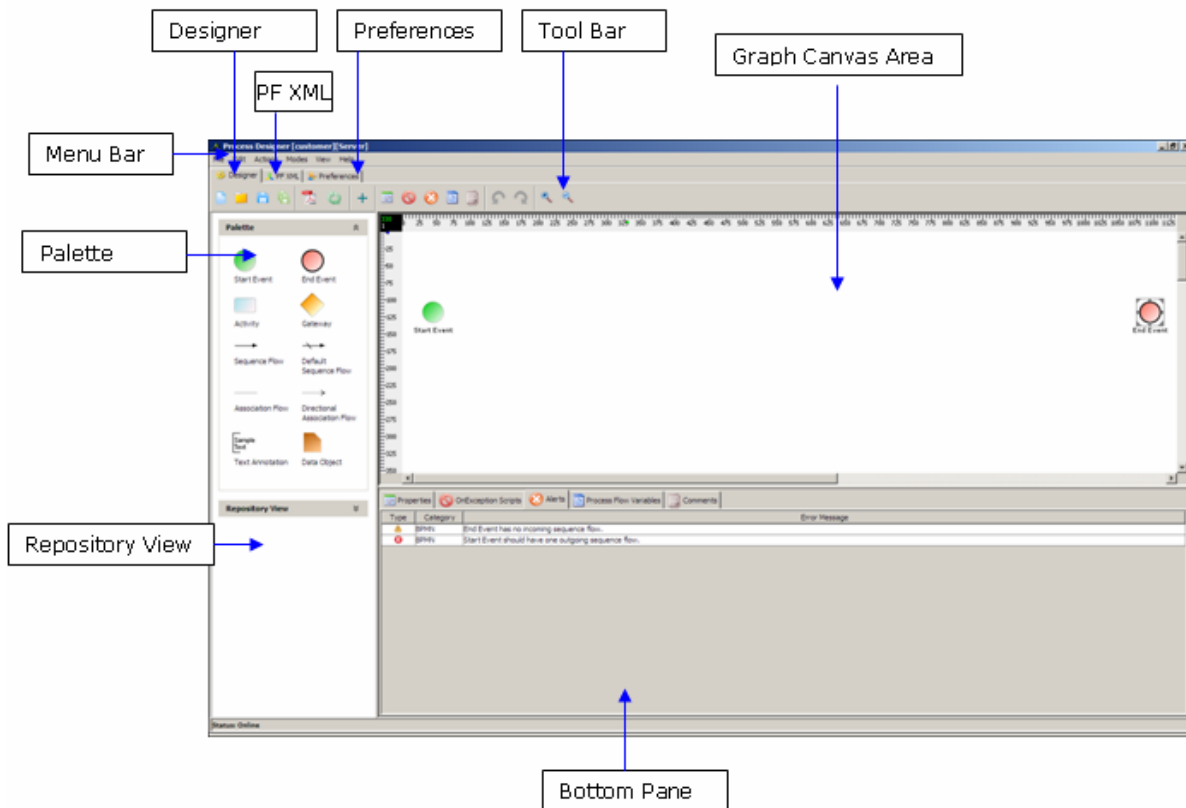 Designer
Preferences
Tool Bar
Graph Canvas Area
PF XML
Menu Bar
Process Designer [customer][Server]
File Edit Actions Modes View Help
Designer PF XML Preferences
Palette
Palette
Start Event End Event
Activity Gateway
Sequence Flow Default Sequence Flow
Association Flow Directional Association Flow
Sample Text
Text Annotation Data Object
Start Event
End Event
Repository View
Repository View
Properties OnException Scripts Alerts Process Flow Variables Comments
Type Category Error Message
BPMN End Event has no incoming sequence flow.
BPMN Start Event should have one outgoing sequence flow.
Status: Online
Bottom Pane